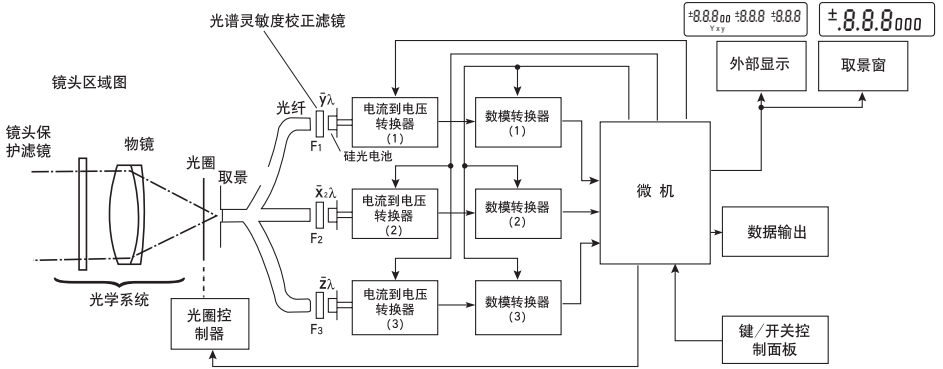 ±8.8.800 ±8.8.8 ±8.8.8
Yxy
±.8.8.8000
光谱灵敏度校正滤镜
外部显示
取景窗
镜头区域图
光纤
ȳλ
F1
硅光电池
电流到电压
转换器
(1)
数模转换器
(1)
镜头保
护滤镜
物镜
光圈
取景
x̄2λ
F2
电流到电压
转换器
(2)
数模转换器
(2)
微机
数据输出
光学系统
z̄λ
F3
电流到电压
转换器
(3)
数模转换器
(3)
光圈控
制器
键/开关控
制面板